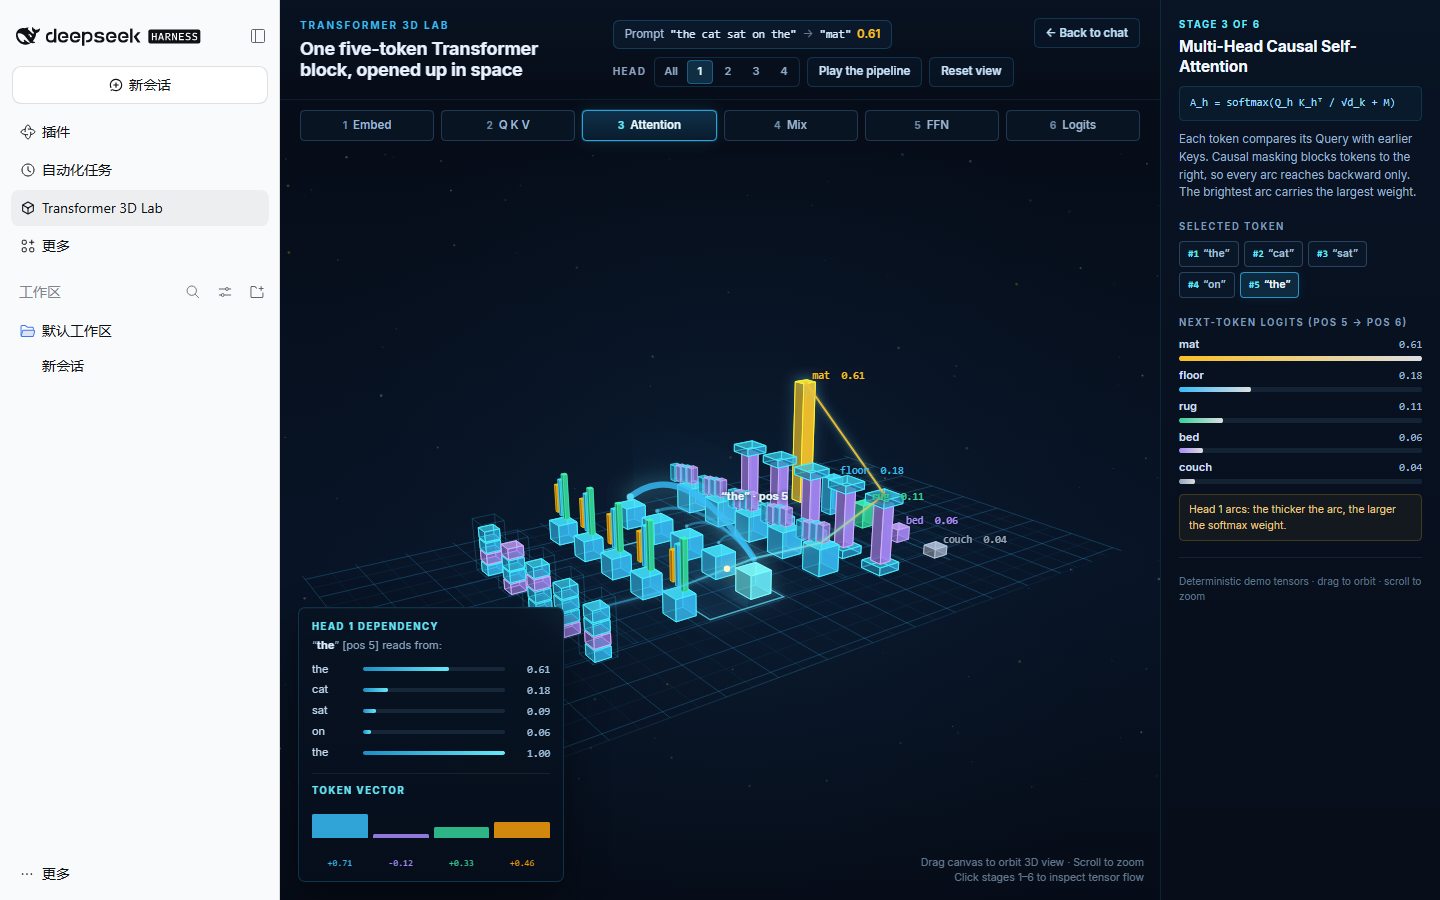 deepseek HARNESS
新会话
插件
自动化任务
Transformer 3D Lab
更多
工作区
默认工作区
新会话
更多
TRANSFORMER 3D LAB
One five-token Transformer
block, opened up in space
Prompt "the cat sat on the" → "mat" 0.61
HEAD All 1 2 3 4 Play the pipeline Reset view
← Back to chat
1 Embed 2 Q K V 3 Attention 4 Mix 5 FFN 6 Logits
mat 0.61
floor 0.18
"the" · pos 5
0.11
bed 0.06
couch 0.04
HEAD 1 DEPENDENCY
"the" [pos 5] reads from:
the 0.61
cat 0.18
sat 0.09
on 0.06
the 1.00
TOKEN VECTOR
+0.71 -0.12 +0.33 +0.46
Drag canvas to orbit 3D view · Scroll to zoom
Click stages 1–6 to inspect tensor flow
STAGE 3 OF 6
Multi-Head Causal Self-
Attention
A_h = softmax(Q_h K_hᵀ / √d_k + M)
Each token compares its Query with earlier
Keys. Causal masking blocks tokens to the
right, so every arc reaches backward only.
The brightest arc carries the largest weight.
SELECTED TOKEN
#1 "the" #2 "cat" #3 "sat"
#4 "on" #5 "the"
NEXT-TOKEN LOGITS (POS 5 → POS 6)
mat 0.61
floor 0.18
rug 0.11
bed 0.06
couch 0.04
Head 1 arcs: the thicker the arc, the larger
the softmax weight.
Deterministic demo tensors · drag to orbit · scroll to
zoom